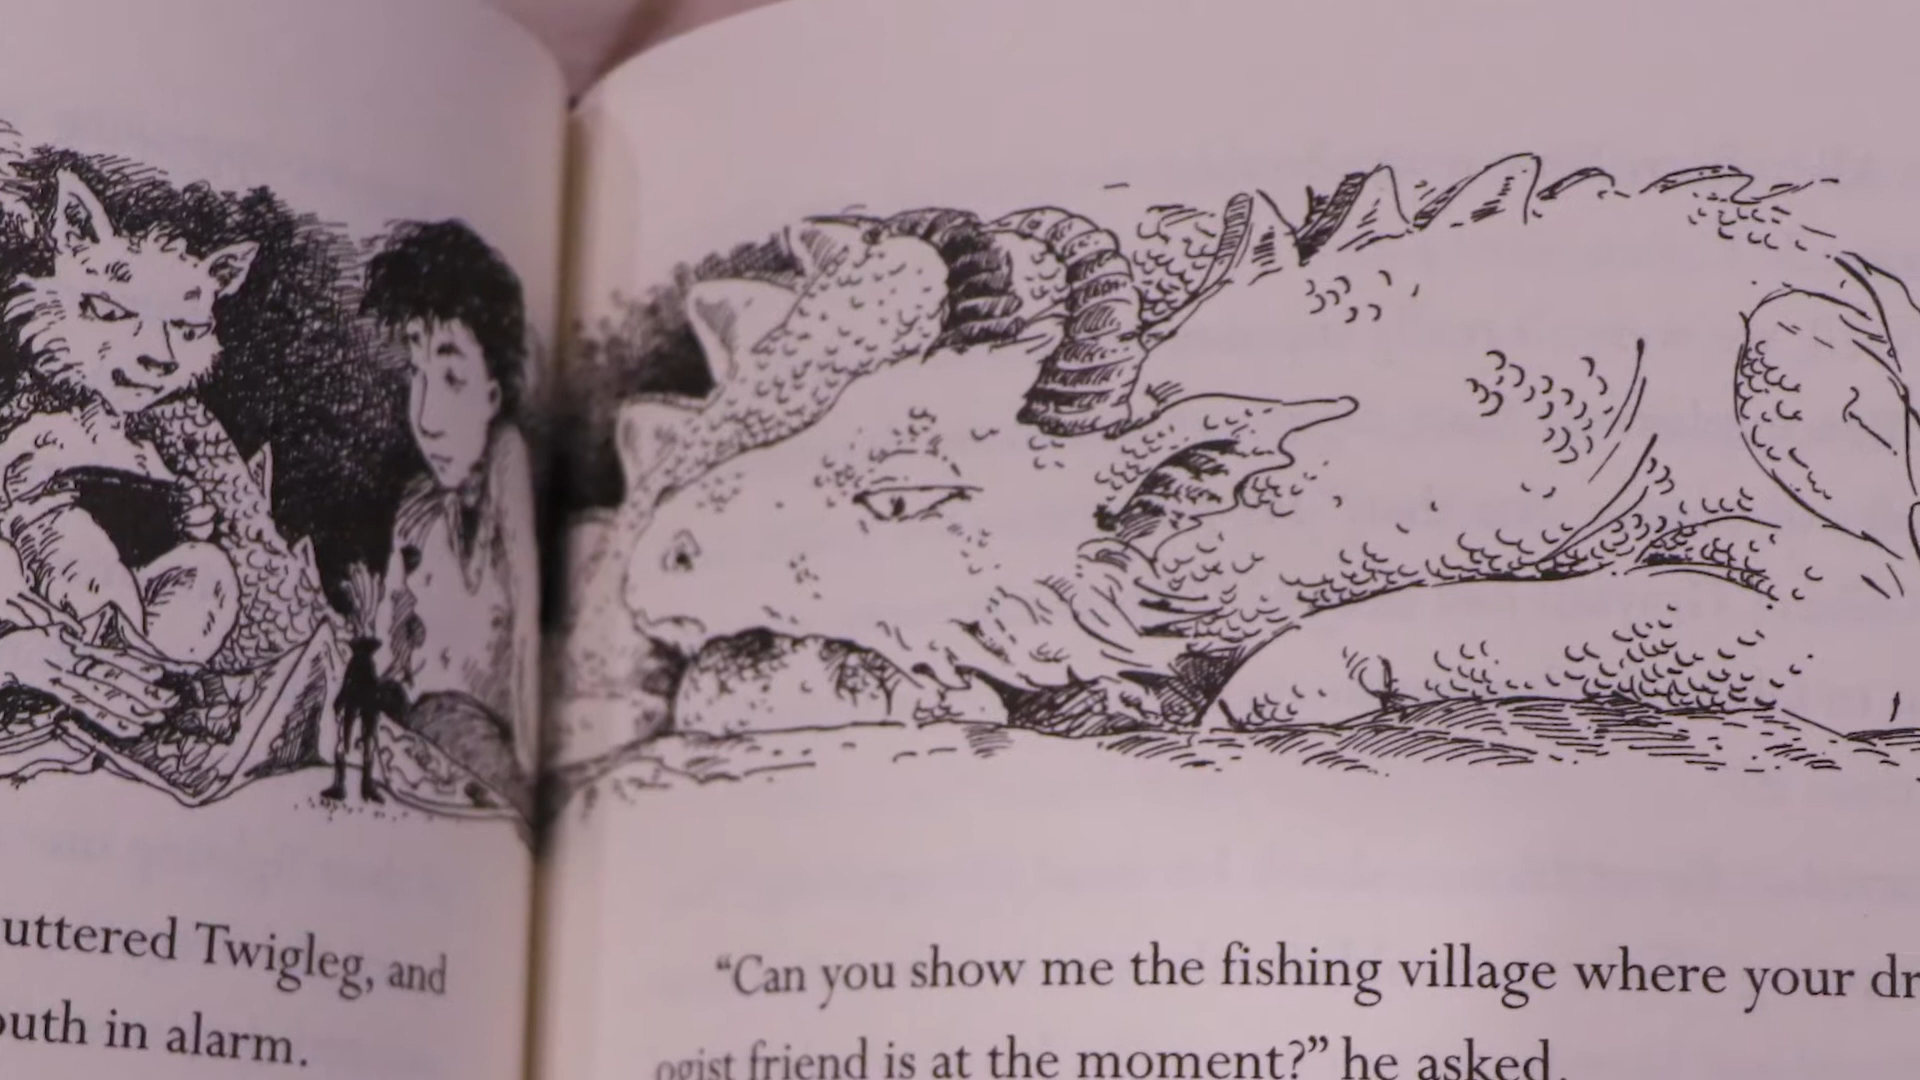 uttered Twigleg, and
outh in alarm.
“Can you show me the fishing village where your dr
ogist friend is at the moment?” he asked.